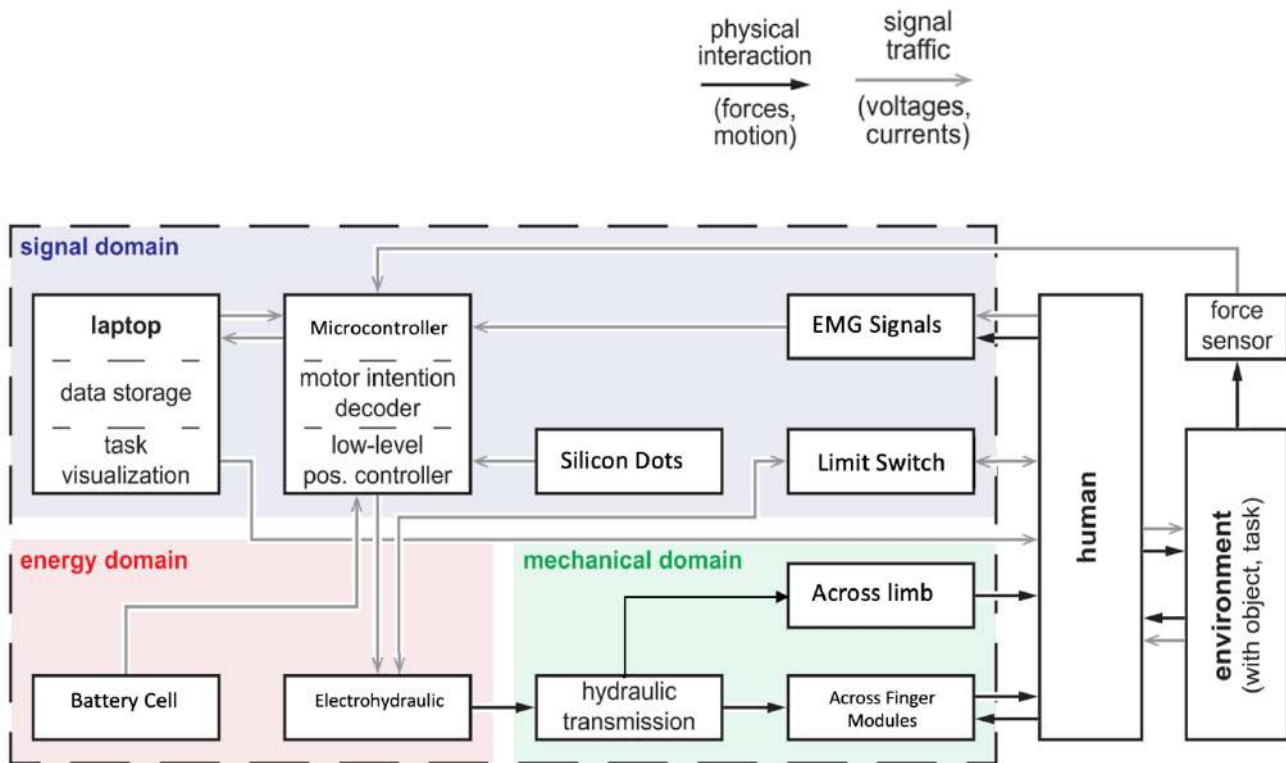 physical
interaction
(forces,
motion)
signal
traffic
(voltages,
currents)
signal domain
laptop
data storage
task
visualization
Microcontroller
motor intention
decoder
low-level
pos. controller
EMG Signals
Silicon Dots
Limit Switch
human
force
sensor
environment
(with object, task)
energy domain
Battery Cell
Electrohydraulic
mechanical domain
Across limb
hydraulic
transmission
Across Finger
Modules